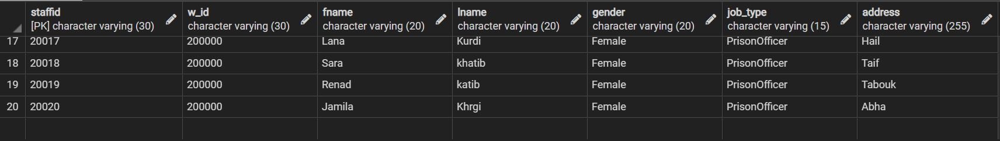 staffid w_id fname lname gender job_type address
[PK] character varying (30) character varying (30) character varying (20) character varying (20) character varying (20) character varying (15) character varying (255)
17 20017 200000 Lana Kurdi Female PrisonOfficer Hail
18 20018 200000 Sara khatib Female PrisonOfficer Taif
19 20019 200000 Renad katib Female PrisonOfficer Tabouk
20 20020 200000 Jamila Khrgi Female PrisonOfficer Abha